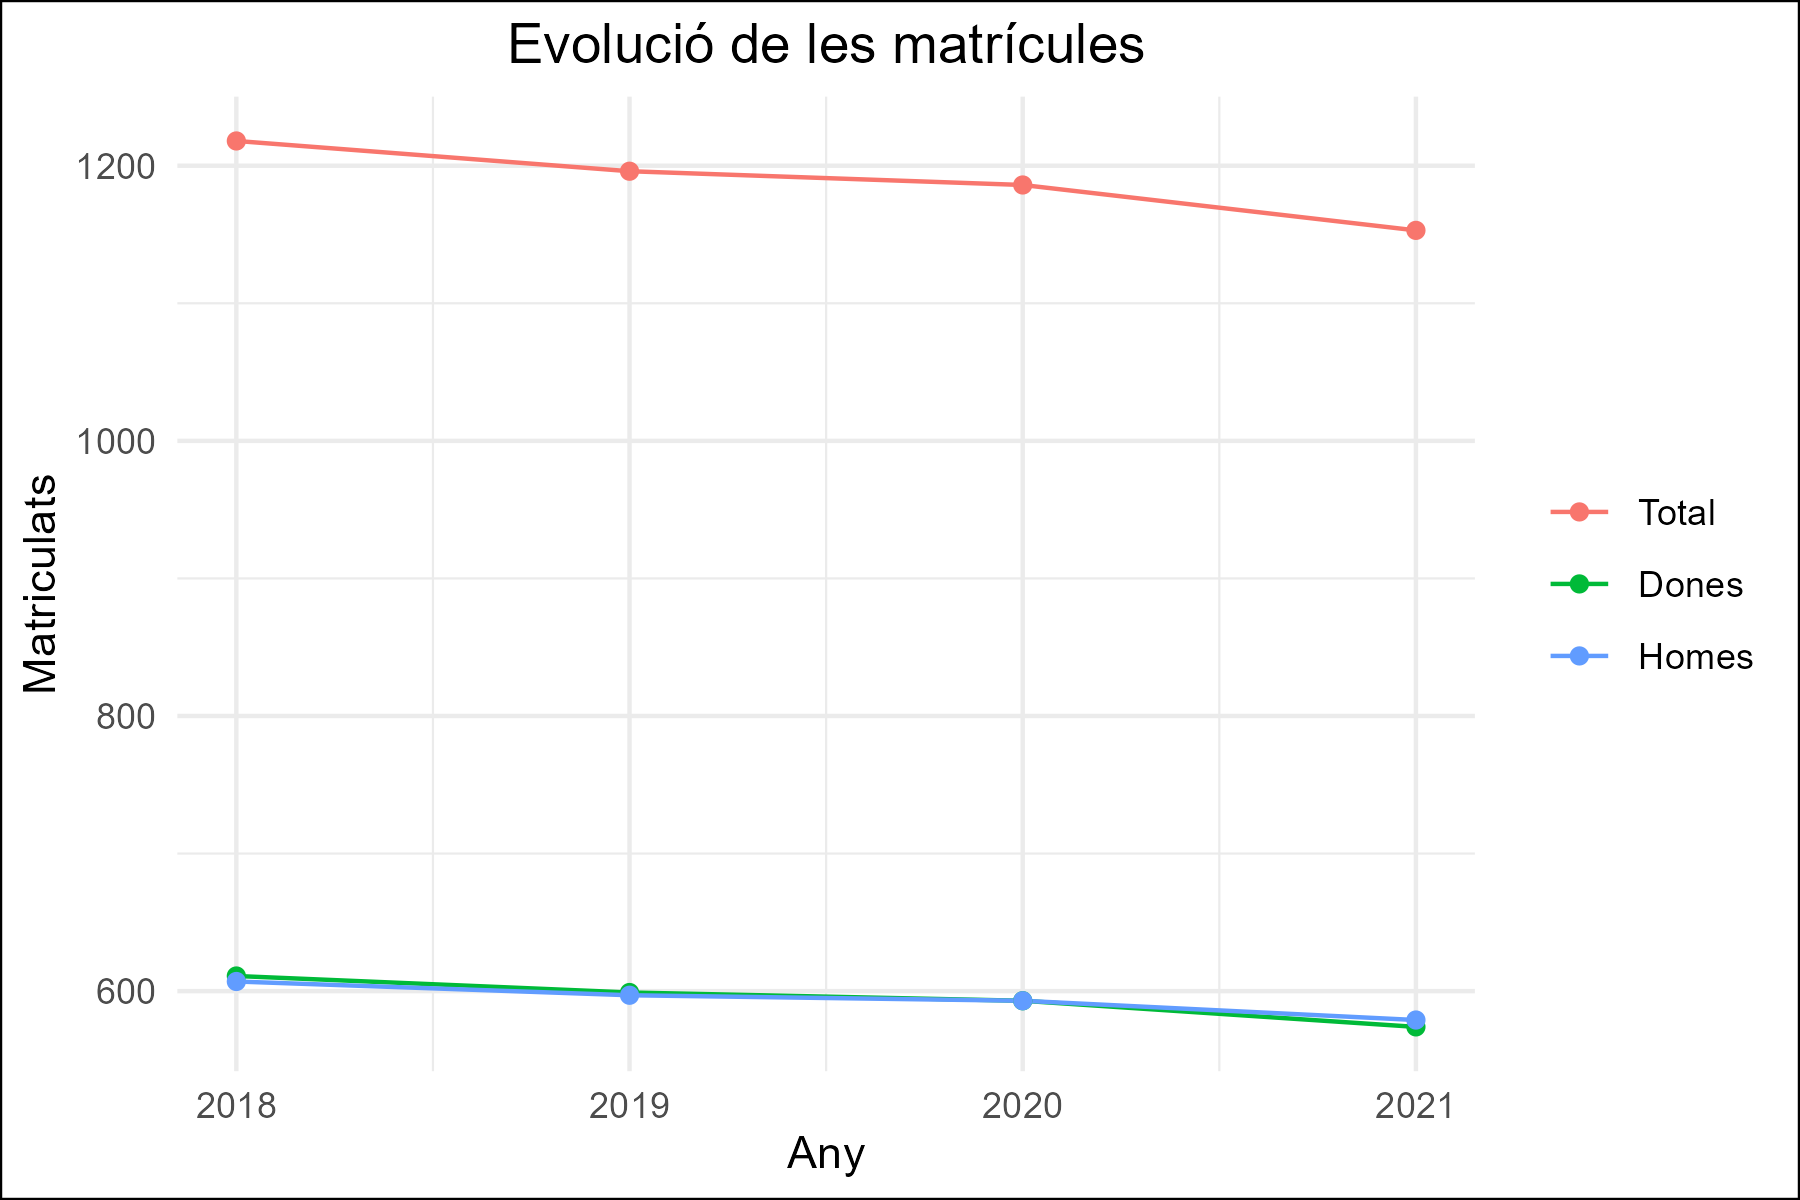 Evolució de les matrícules
Matriculats
1200
1000
800
600
2018 2019 2020 2021
Any
Total
Dones
Homes